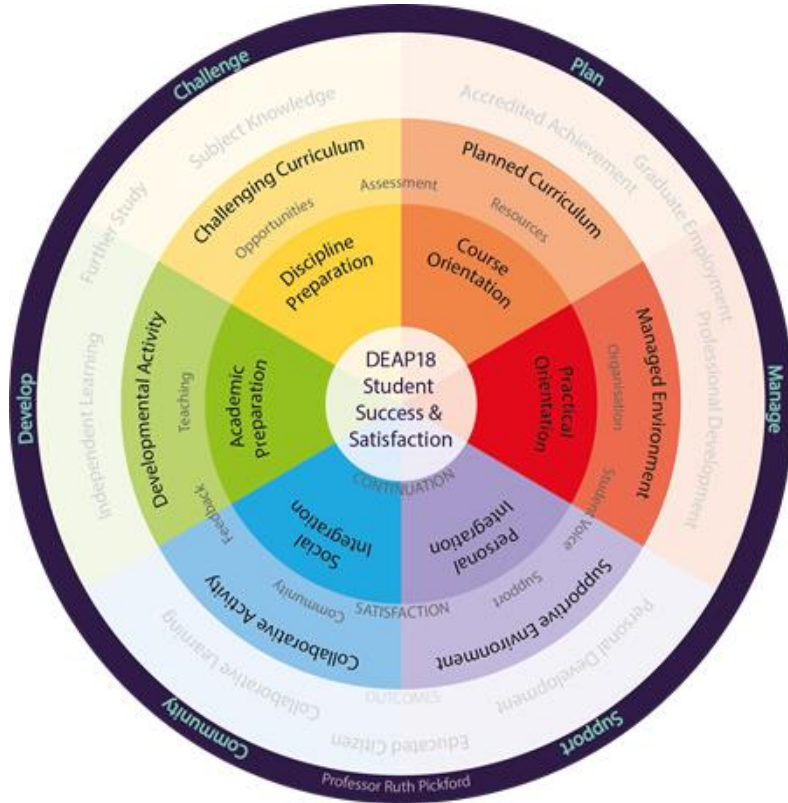 Challenge
Plan
Manage
Support
Community
Develop
Subject Knowledge
Accredited Achievement
Graduate Employment
Professional Development
Personal Development
Educated Citizen
Collaborative Learning
Independent Learning
Further Study
OUTCOMES
Challenging Curriculum
Planned Curriculum
Managed Environment
Supportive Environment
Collaborative Activity
Developmental Activity
Assessment
Resources
Organisation
Student Voice
Support
SATISFACTION
Community
Feedback
Teaching
Opportunities
Discipline
Preparation
Course
Orientation
Practical
Orientation
Personal
Integration
Social
Integration
Academic
Preparation
CONTINUATION
DEAP18
Student
Success &
Satisfaction
Professor Ruth Pickford